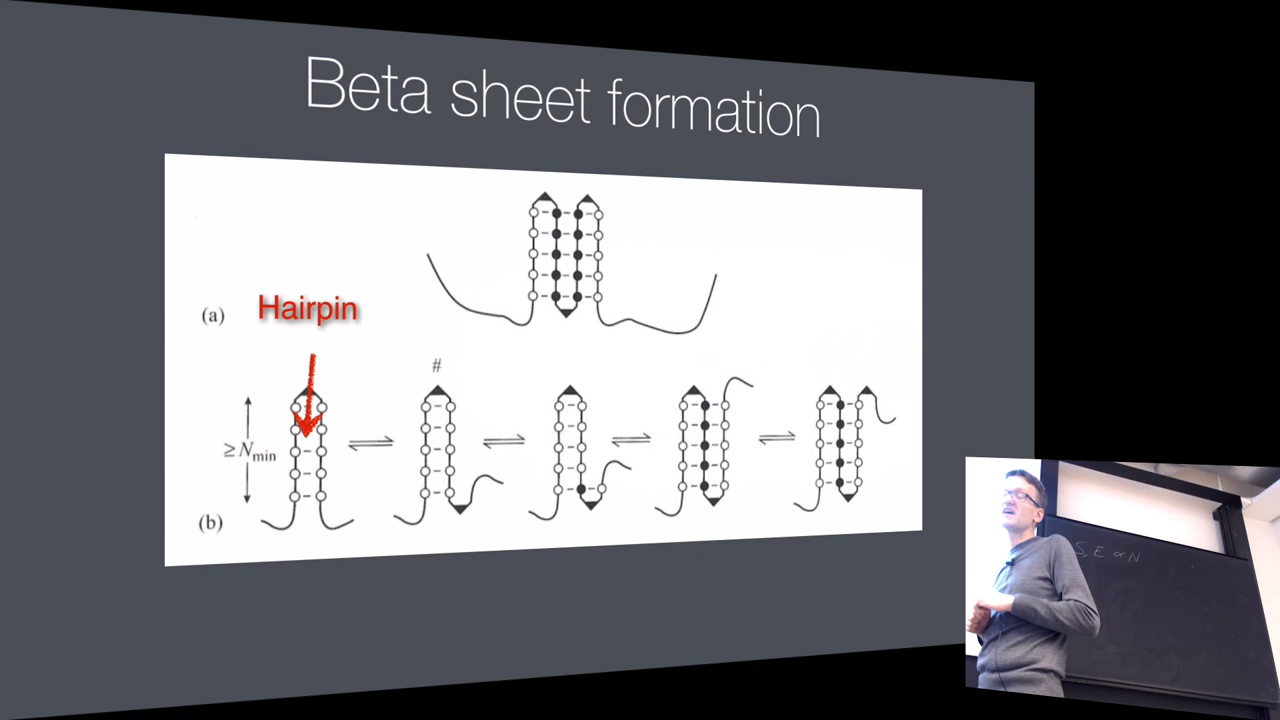 Beta sheet formation
(a)
Hairpin
#
≥ Nmin
(b)
S, E ∝ N